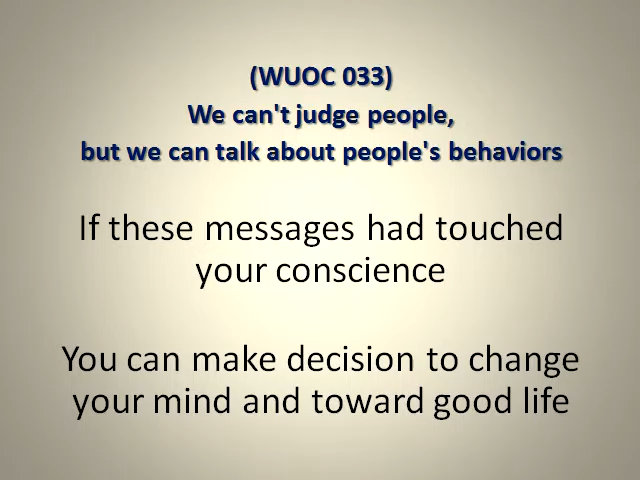 (WUOC 033)
We can't judge people,
but we can talk about people's behaviors
If these messages had touched
your conscience
You can make decision to change
your mind and toward good life